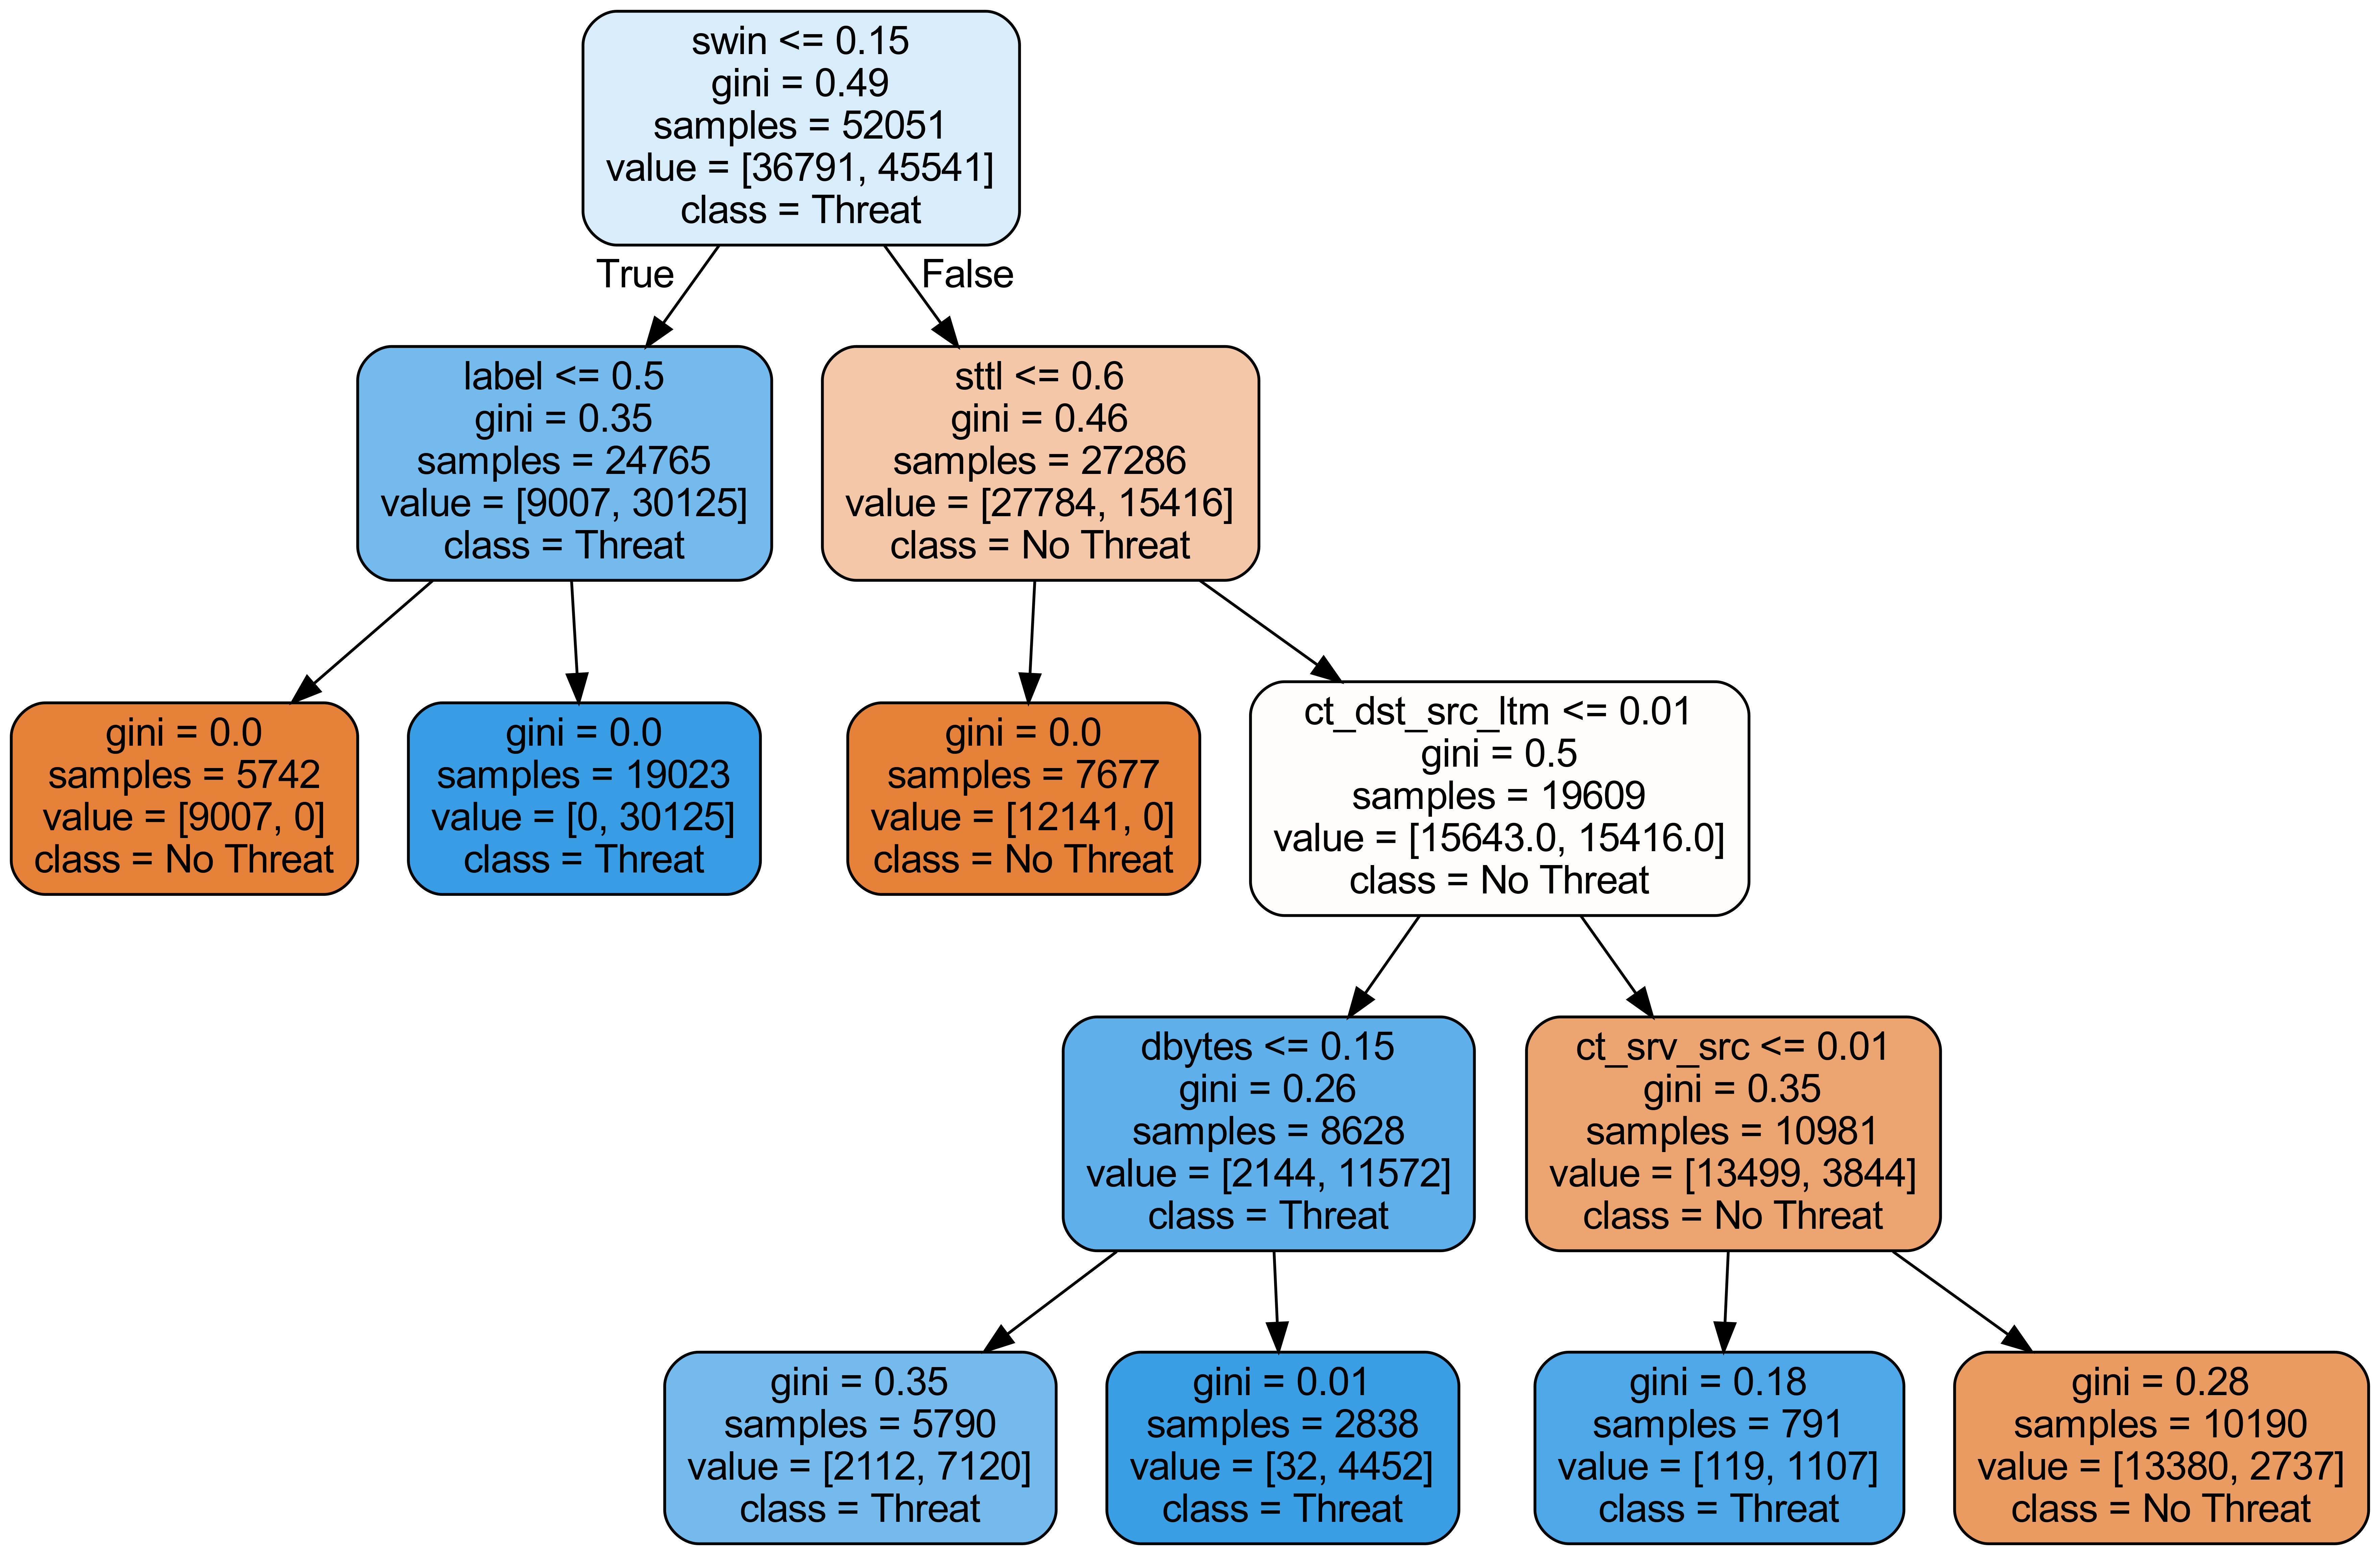 swin <= 0.15
gini = 0.49
samples = 52051
value = [36791, 45541]
class = Threat
True
False
label <= 0.5
gini = 0.35
samples = 24765
value = [9007, 30125]
class = Threat
sttl <= 0.6
gini = 0.46
samples = 27286
value = [27784, 15416]
class = No Threat
gini = 0.0
samples = 5742
value = [9007, 0]
class = No Threat
gini = 0.0
samples = 19023
value = [0, 30125]
class = Threat
gini = 0.0
samples = 7677
value = [12141, 0]
class = No Threat
ct_dst_src_ltm <= 0.01
gini = 0.5
samples = 19609
value = [15643.0, 15416.0]
class = No Threat
dbytes <= 0.15
gini = 0.26
samples = 8628
value = [2144, 11572]
class = Threat
ct_srv_src <= 0.01
gini = 0.35
samples = 10981
value = [13499, 3844]
class = No Threat
gini = 0.35
samples = 5790
value = [2112, 7120]
class = Threat
gini = 0.01
samples = 2838
value = [32, 4452]
class = Threat
gini = 0.18
samples = 791
value = [119, 1107]
class = Threat
gini = 0.28
samples = 10190
value = [13380, 2737]
class = No Threat